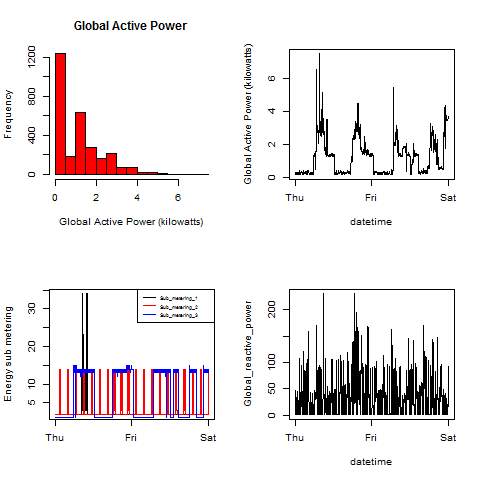 Global Active Power
Frequency
0 400 800 1200
0 2 4 6
Global Active Power (kilowatts)
Global Active Power (kilowatts)
0 2 4 6
Thu Fri Sat
datetime
Energy sub metering
5 10 20 30
Sub_metering_1
Sub_metering_2
Sub_metering_3
Thu Fri Sat
Global_reactive_power
0 50 100 200
Thu Fri Sat
datetime